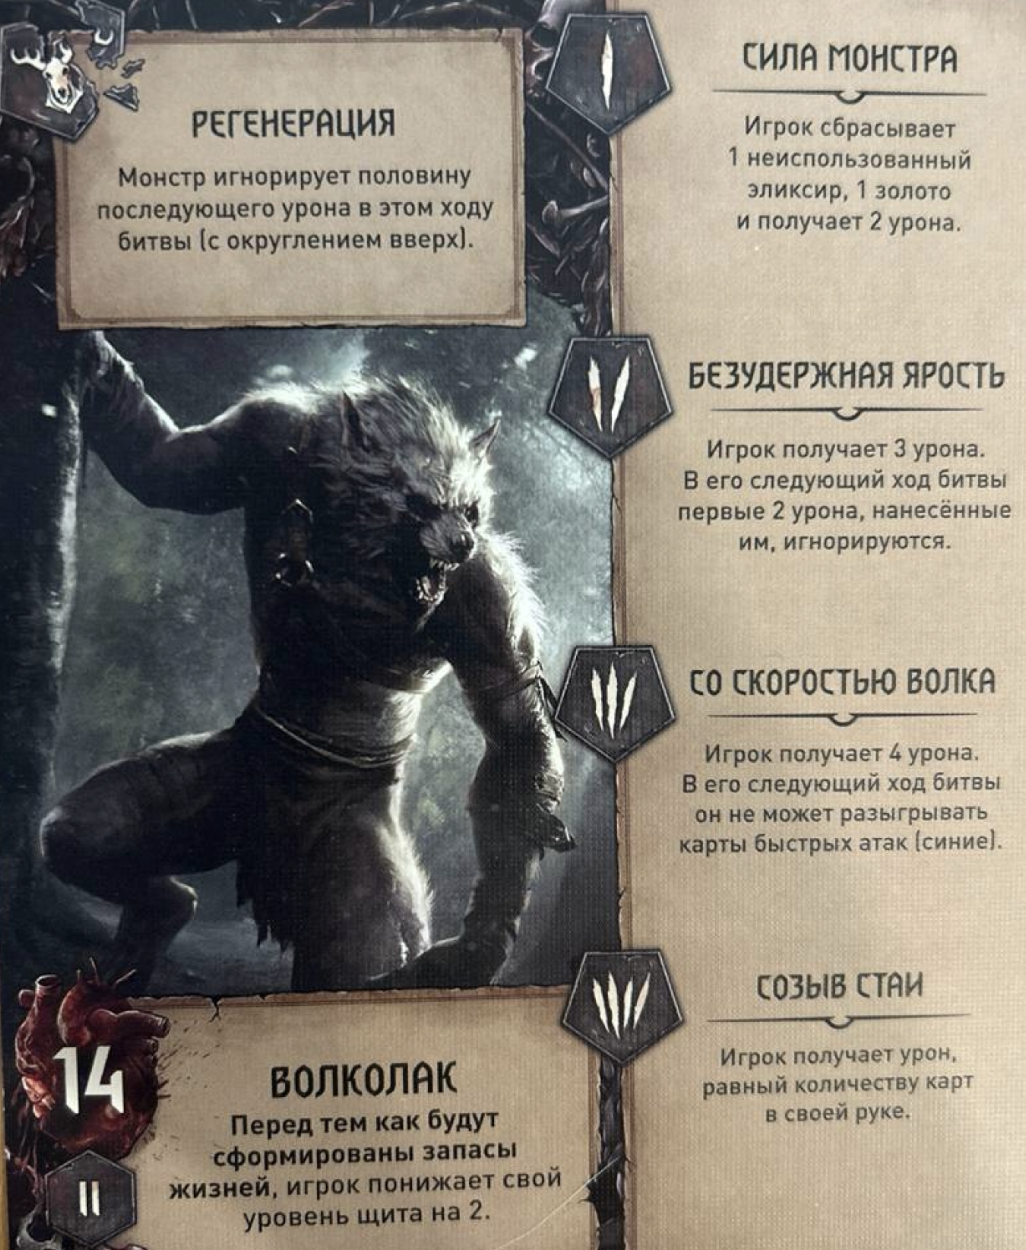 РЕГЕНЕРАЦИЯ
Монстр игнорирует половину
последующего урона в этом ходу
битвы (с округлением вверх).
14
II
ВОЛКОЛАК
Перед тем как будут
сформированы запасы
жизней, игрок понижает свой
уровень щита на 2.
СИЛА МОНСТРА
Игрок сбрасывает
1 неиспользованный
эликсир, 1 золото
и получает 2 урона.
БЕЗУДЕРЖНАЯ ЯРОСТЬ
Игрок получает 3 урона.
В его следующий ход битвы
первые 2 урона, нанесённые
им, игнорируются.
СО СКОРОСТЬЮ ВОЛКА
Игрок получает 4 урона.
В его следующий ход битвы
он не может разыгрывать
карты быстрых атак (синие).
СОЗЫВ СТАИ
Игрок получает урон,
равный количеству карт
в своей руке.